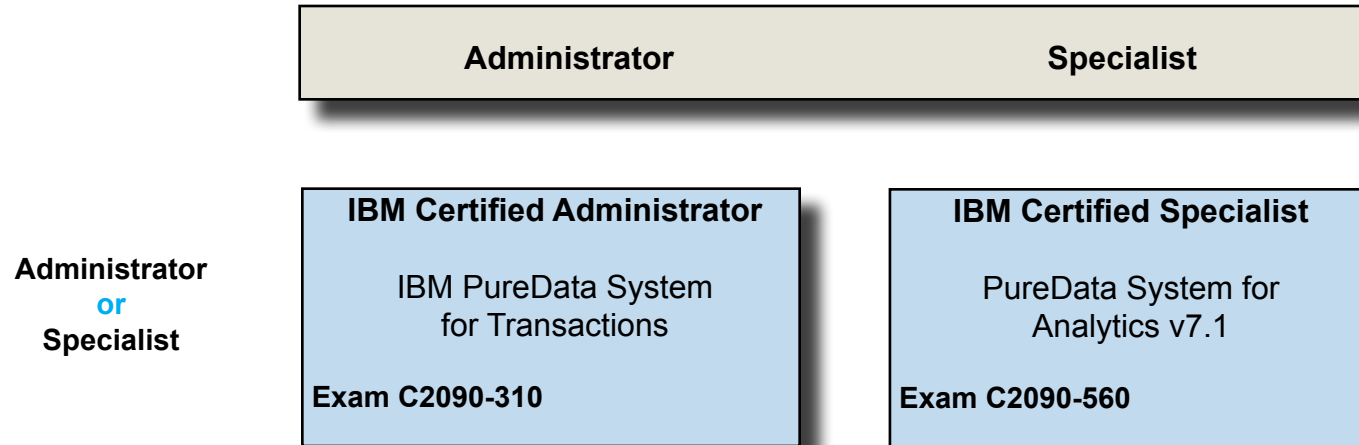 Administrator
Specialist
Administrator
or
Specialist
IBM Certified Administrator
IBM PureData System
for Transactions
Exam C2090-310
IBM Certified Specialist
PureData System for
Analytics v7.1
Exam C2090-560